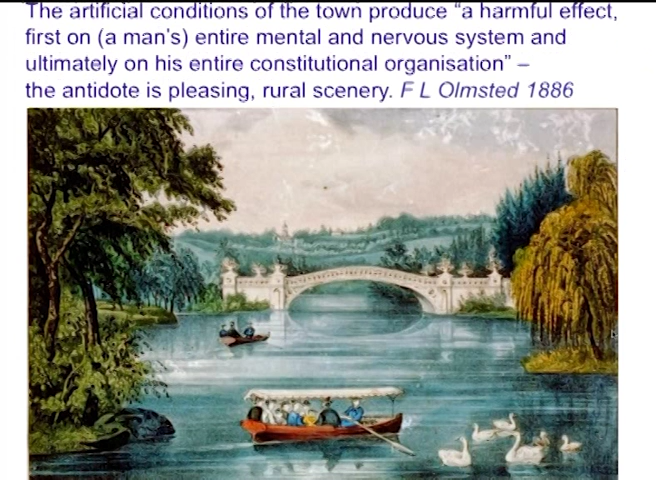 The artificial conditions of the town produce “a harmful effect,
first on (a man's) entire mental and nervous system and
ultimately on his entire constitutional organisation” –
the antidote is pleasing, rural scenery. F L Olmsted 1886